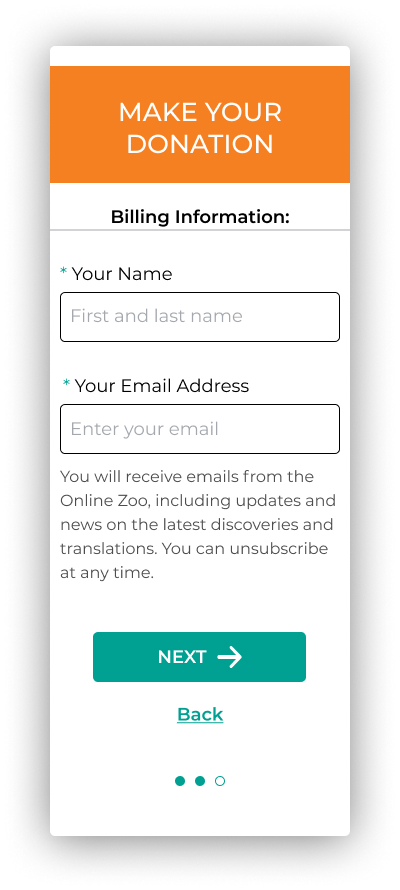 MAKE YOUR
DONATION
Billing Information:
* Your Name
First and last name
* Your Email Address
Enter your email
You will receive emails from the
Online Zoo, including updates and
news on the latest discoveries and
translations. You can unsubscribe
at any time.
NEXT
Back